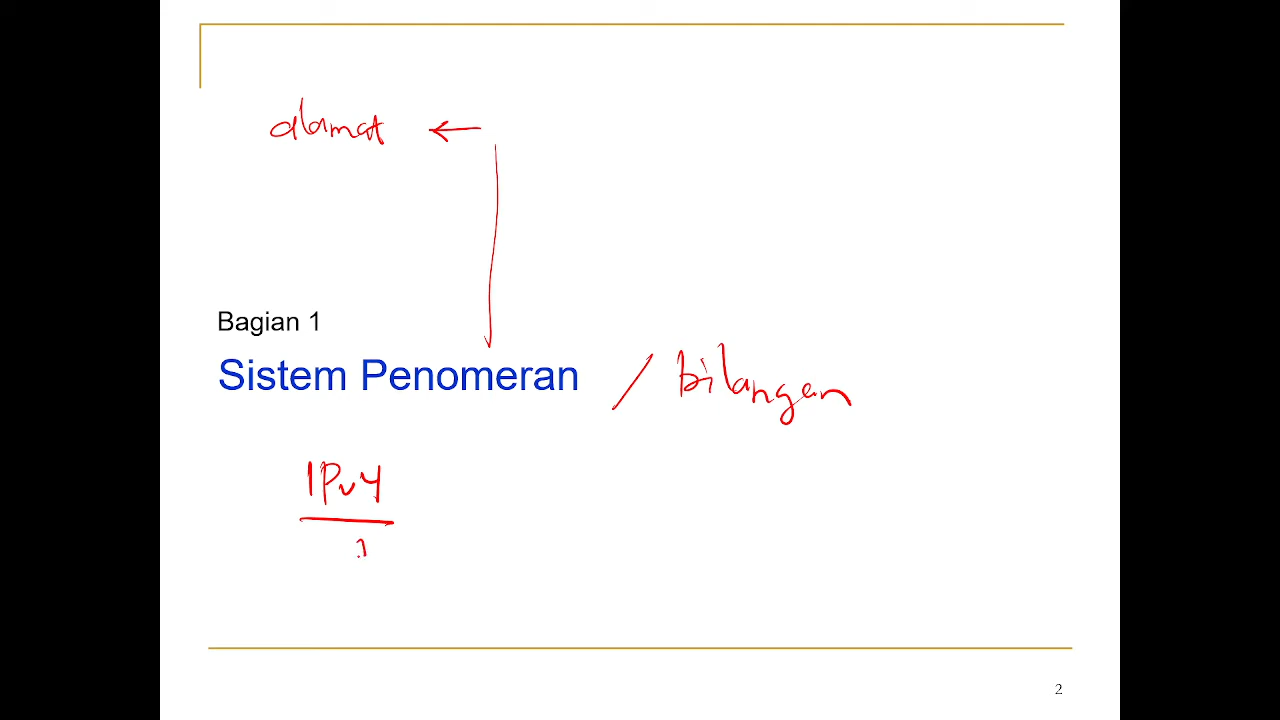 alamat ←
Bagian 1
Sistem Penomeran / bilangan
IPv4
2